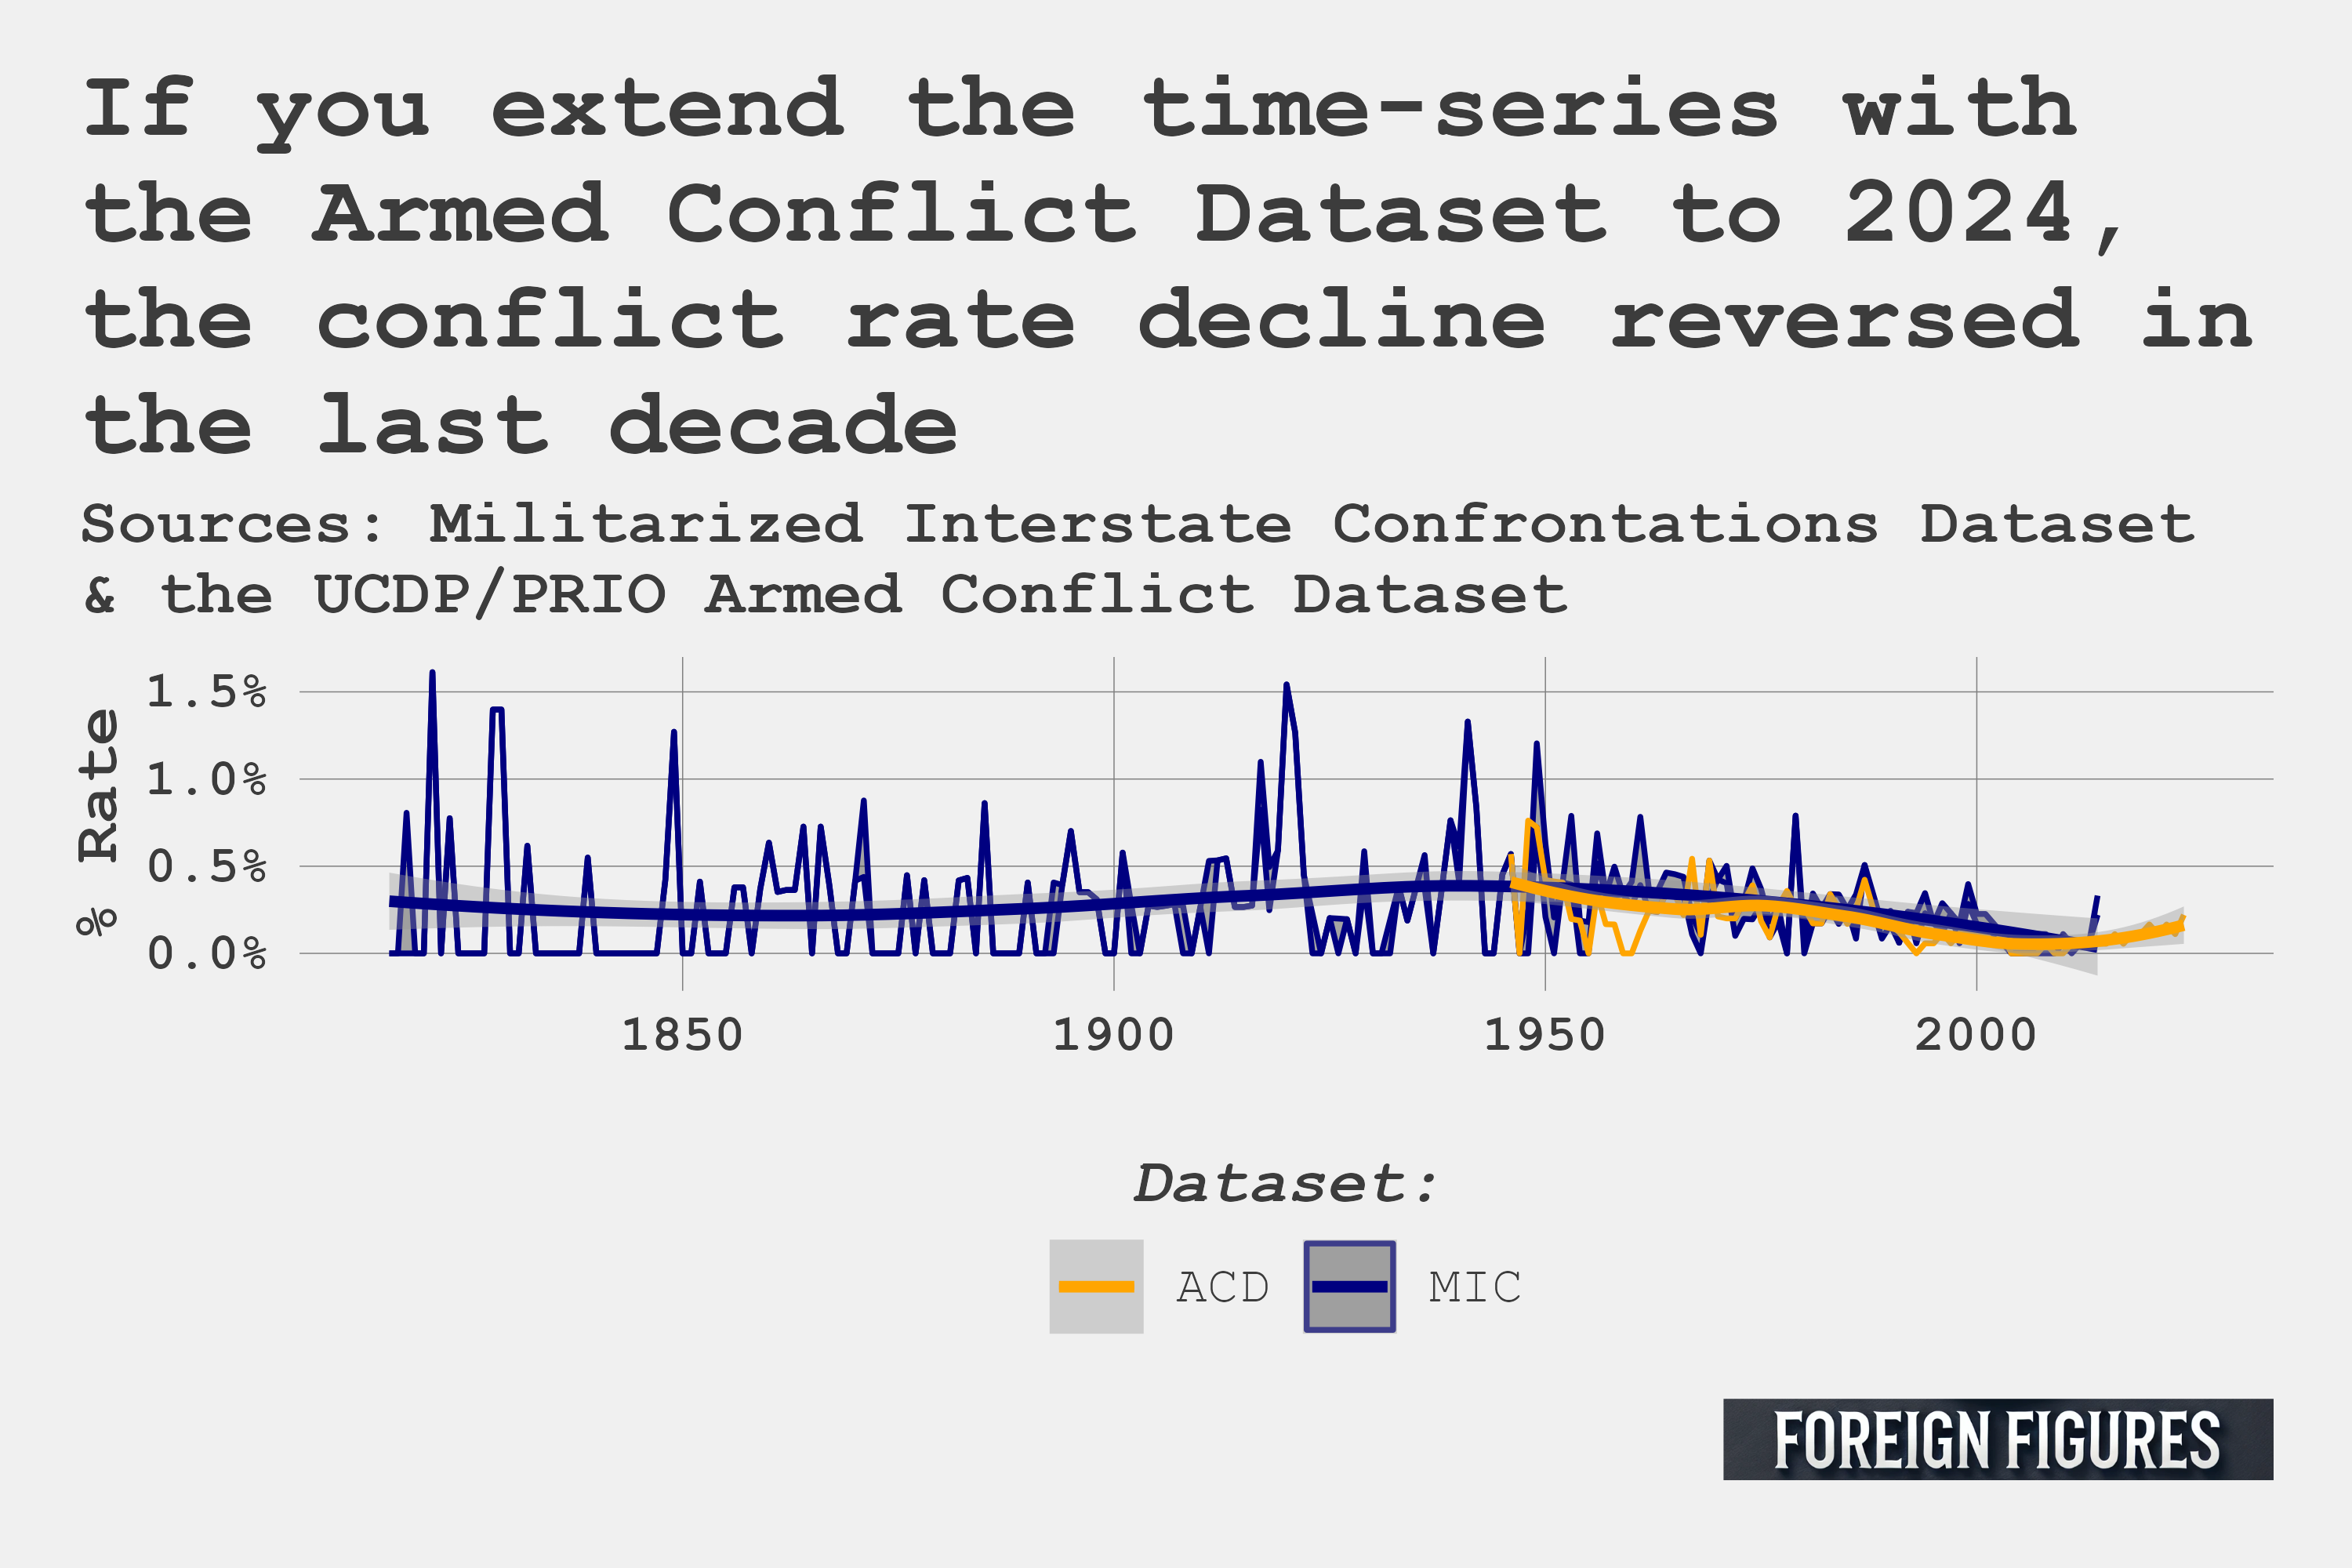 If you extend the time-series with
the Armed Conflict Dataset to 2024,
the conflict rate decline reversed in
the last decade
Sources: Militarized Interstate Confrontations Dataset
& the UCDP/PRIO Armed Conflict Dataset
% Rate
1.5%
1.0%
0.5%
0.0%
1850 1900 1950 2000
Dataset:
ACD MIC
FOREIGN FIGURES